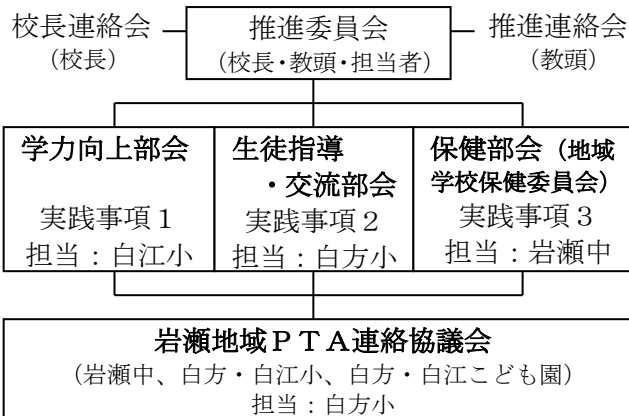 校長連絡会
(校長)
推進委員会
(校長・教頭・担当者)
推進連絡会
(教頭)
学力向上部会
実践事項１
担当：白江小
生徒指導
・交流部会
実践事項２
担当：白方小
保健部会（地域
学校保健委員会）
実践事項３
担当：岩瀬中
岩瀬地域ＰＴＡ連絡協議会
（岩瀬中、白方・白江小、白方・白江こども園）
担当：白方小